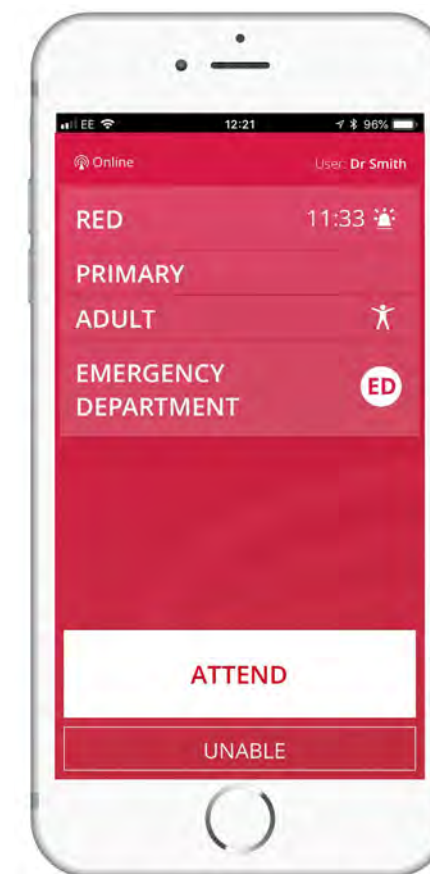 EE 12:21 96%
Online User: Dr Smith
RED 11:33
PRIMARY
ADULT
EMERGENCY
DEPARTMENT ED
ATTEND
UNABLE